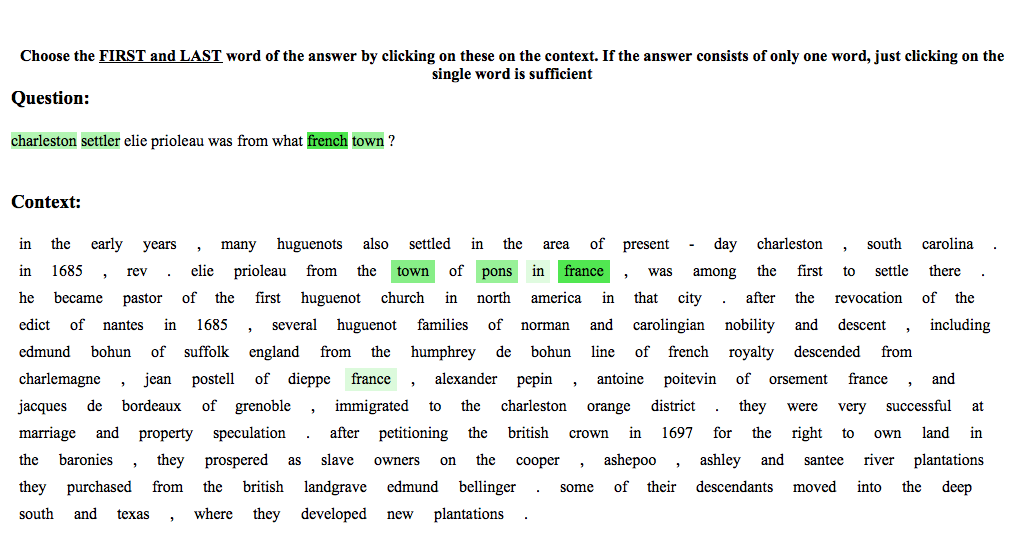 Choose the FIRST and LAST word of the answer by clicking on these on the context. If the answer consists of only one word, just clicking on the
single word is sufficient
Question:
charleston settler elie prioleau was from what french town ?
Context:
in the early years , many huguenots also settled in the area of present - day charleston , south carolina .
in 1685 , rev . elie prioleau from the town of pons in france , was among the first to settle there .
he became pastor of the first huguenot church in north america in that city . after the revocation of the
edict of nantes in 1685 , several huguenot families of norman and carolingian nobility and descent , including
edmund bohun of suffolk england from the humphrey de bohun line of french royalty descended from
charlemagne , jean postell of dieppe france , alexander pepin , antoine poitevin of orsement france , and
jacques de bordeaux of grenoble , immigrated to the charleston orange district . they were very successful at
marriage and property speculation . after petitioning the british crown in 1697 for the right to own land in
the baronies , they prospered as slave owners on the cooper , ashepoo , ashley and santee river plantations
they purchased from the british landgrave edmund bellinger . some of their descendants moved into the deep
south and texas , where they developed new plantations .